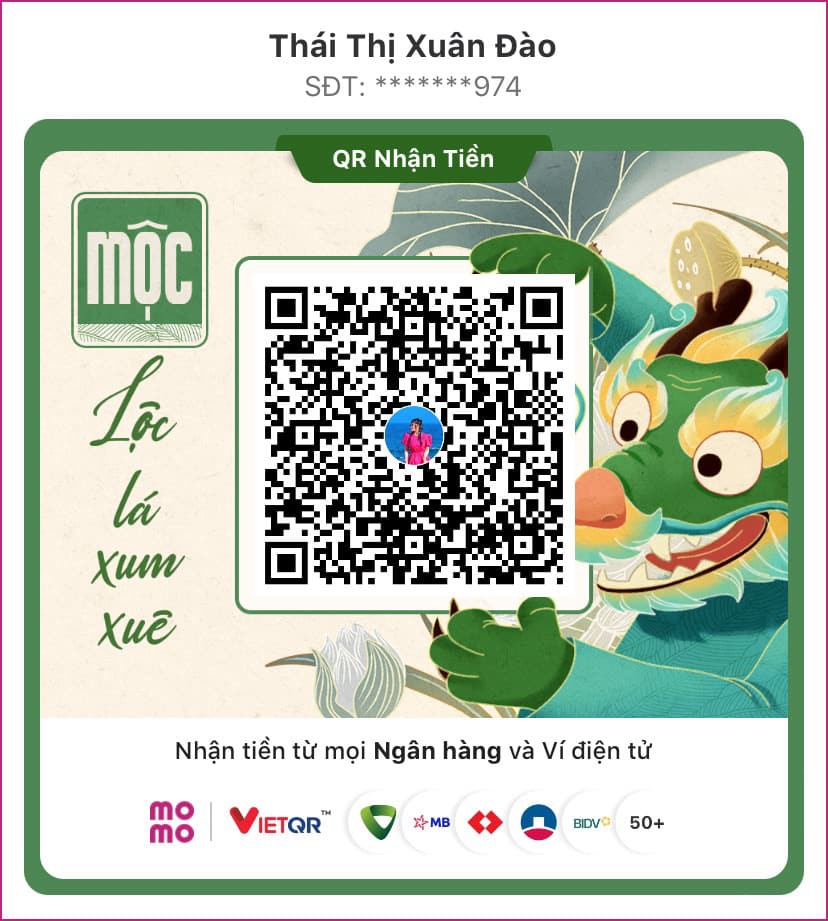 Thái Thị Xuân Đào
SĐT: *******974
QR Nhận Tiền
MỘC
Lộc
lá
xum
xuê
Nhận tiền từ mọi Ngân hàng và Ví điện tử
mo
mo
VIETQR™
MB
BIDV
50+